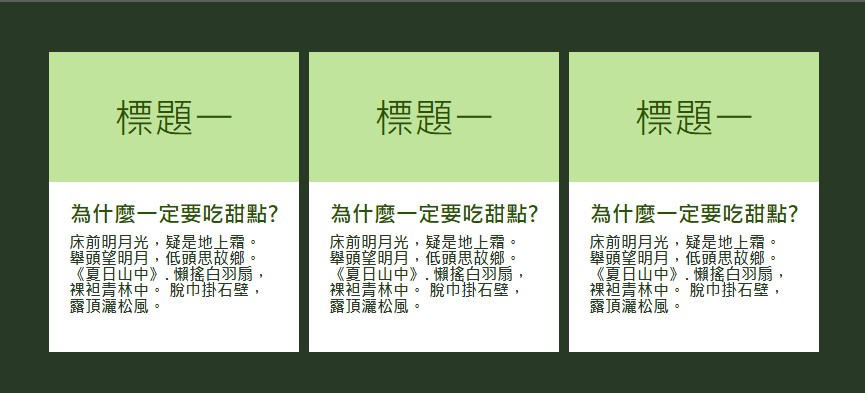 標題一
為什麼一定要吃甜點?
床前明月光，疑是地上霜。
舉頭望明月，低頭思故鄉。
《夏日山中》. 懶搖白羽扇，
裸袒青林中。 脫巾掛石壁，
露頂灑松風。
標題一
為什麼一定要吃甜點?
床前明月光，疑是地上霜。
舉頭望明月，低頭思故鄉。
《夏日山中》. 懶搖白羽扇，
裸袒青林中。 脫巾掛石壁，
露頂灑松風。
標題一
為什麼一定要吃甜點?
床前明月光，疑是地上霜。
舉頭望明月，低頭思故鄉。
《夏日山中》. 懶搖白羽扇，
裸袒青林中。 脫巾掛石壁，
露頂灑松風。